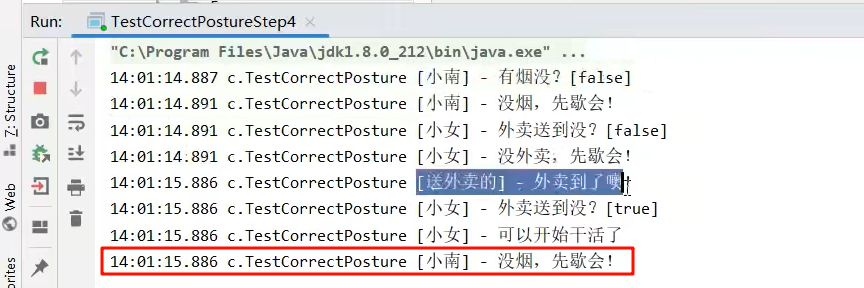 Run: TestCorrectPostureStep4
"C:\Program Files\Java\jdk1.8.0_212\bin\java.exe" ...
14:01:14.887 c.TestCorrectPosture [小南] - 有烟没？[false]
14:01:14.891 c.TestCorrectPosture [小南] - 没烟，先歇会！
14:01:14.891 c.TestCorrectPosture [小女] - 外卖送到没？[false]
14:01:14.891 c.TestCorrectPosture [小女] - 没外卖，先歇会！
14:01:15.886 c.TestCorrectPosture [送外卖的] - 外卖到了噢！
14:01:15.886 c.TestCorrectPosture [小女] - 外卖送到没？[true]
14:01:15.886 c.TestCorrectPosture [小女] - 可以开始干活了
14:01:15.886 c.TestCorrectPosture [小南] - 没烟，先歇会！
Z: Structure
Web